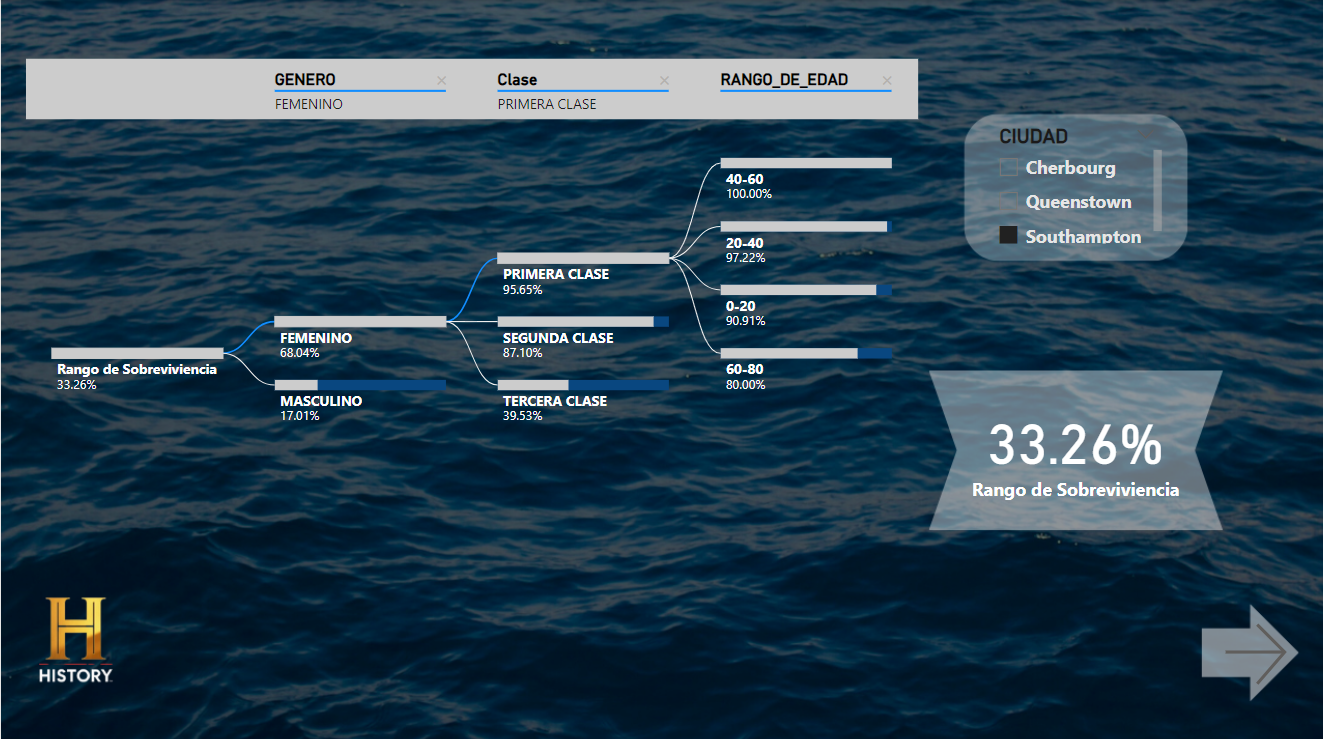 GENERO
Clase
RANGO_DE_EDAD
FEMENINO
PRIMERA CLASE
CIUDAD
Cherbourg
Queenstown
Southampton
40-60
100.00%
20-40
97.22%
PRIMERA CLASE
95.65%
0-20
90.91%
FEMENINO
68.04%
SEGUNDA CLASE
87.10%
60-80
80.00%
Rango de Sobreviviencia
33.26%
MASCULINO
17.01%
TERCERA CLASE
39.53%
33.26%
Rango de Sobreviviencia
H
HISTORY